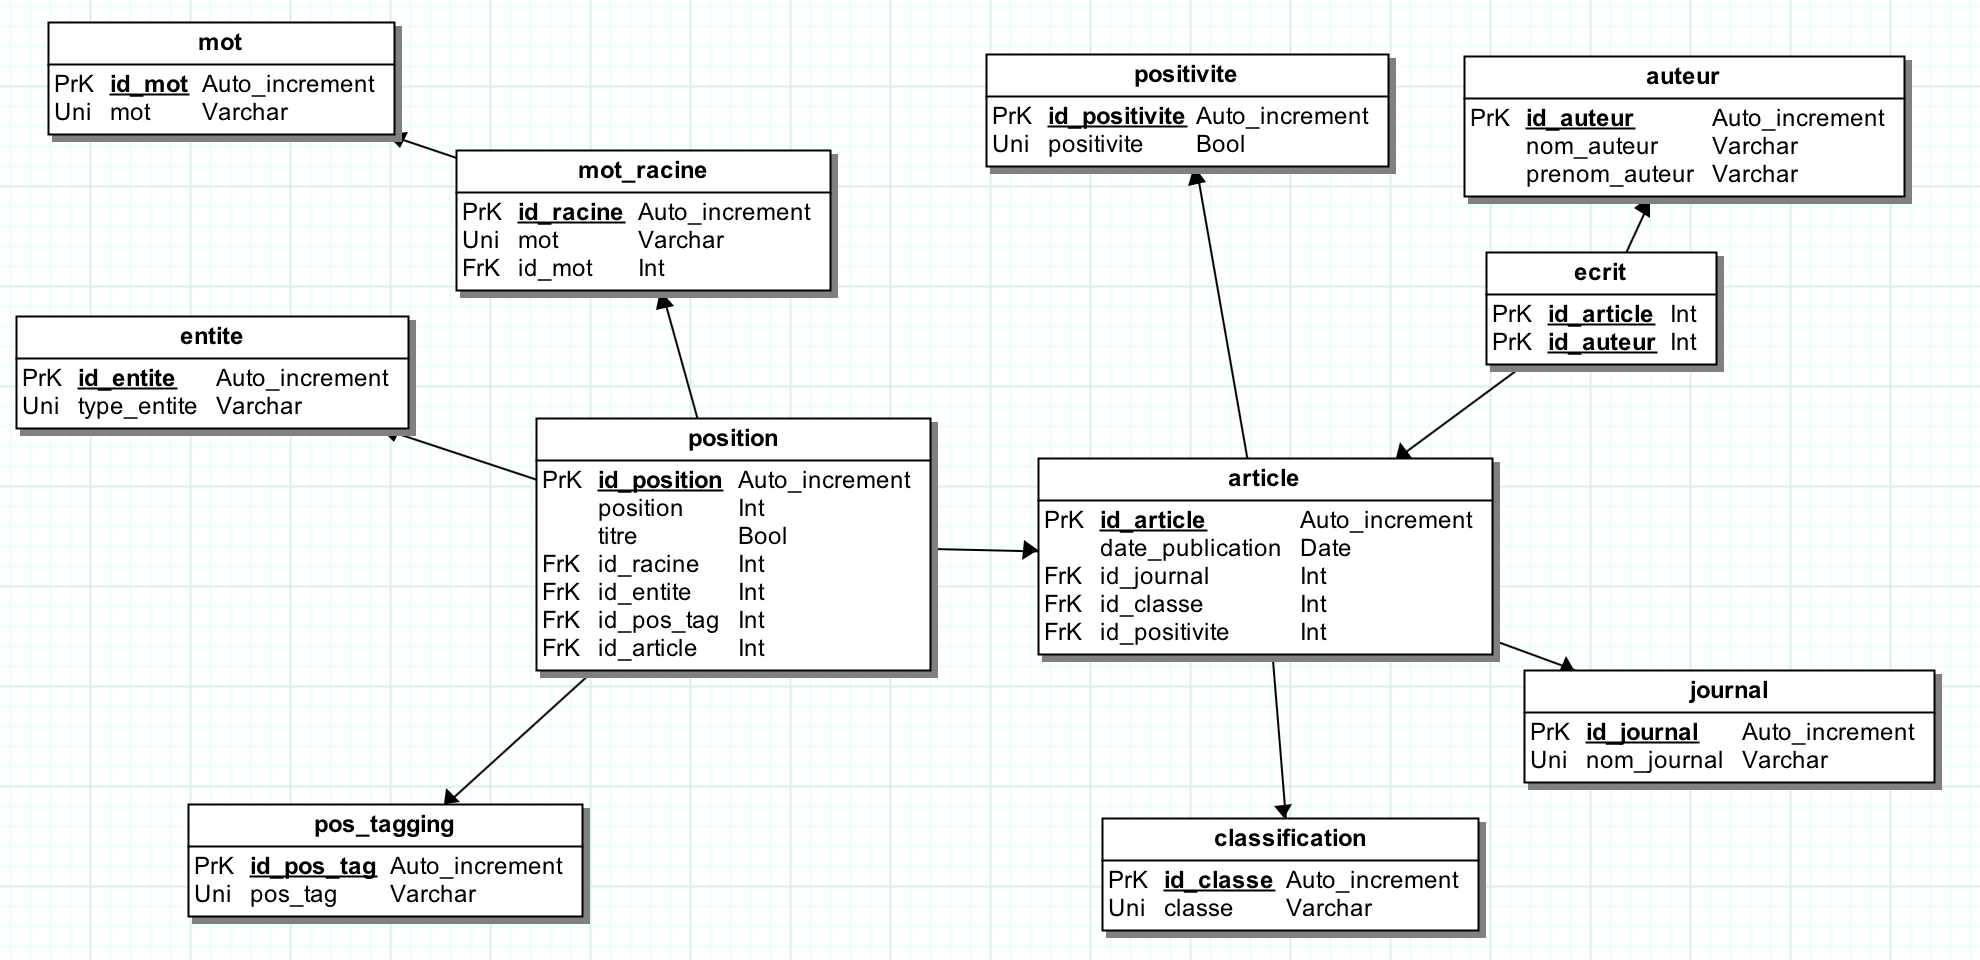 mot
PrK id_mot Auto_increment
Uni mot Varchar
mot_racine
PrK id_racine Auto_increment
Uni mot Varchar
FrK id_mot Int
positivite
PrK id_positivite Auto_increment
Uni positivite Bool
auteur
PrK id_auteur Auto_increment
nom_auteur Varchar
prenom_auteur Varchar
ecrit
PrK id_article Int
PrK id_auteur Int
entite
PrK id_entite Auto_increment
Uni type_entite Varchar
position
PrK id_position Auto_increment
position Int
titre Bool
FrK id_racine Int
FrK id_entite Int
FrK id_pos_tag Int
FrK id_article Int
article
PrK id_article Auto_increment
date_publication Date
FrK id_journal Int
FrK id_classe Int
FrK id_positivite Int
journal
PrK id_journal Auto_increment
Uni nom_journal Varchar
pos_tagging
PrK id_pos_tag Auto_increment
Uni pos_tag Varchar
classification
PrK id_classe Auto_increment
Uni classe Varchar